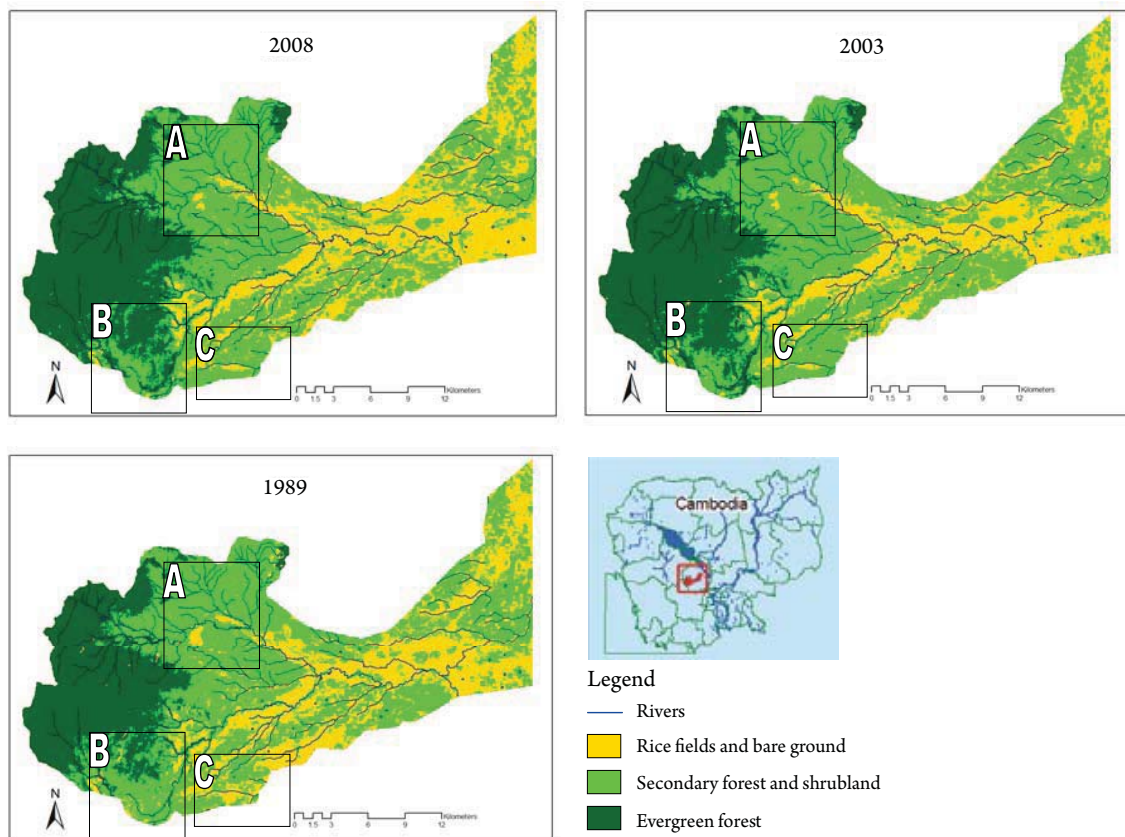 2008
A
B
C
N
0 1.5 3 6 9 12
Kilometers
2003
A
B
C
N
0 1.5 3 6 9 12
Kilometers
1989
A
B
C
N
0 1.5 3 6 9 12
Kilometers
Cambodia
Legend
Rivers
Rice fields and bare ground
Secondary forest and shrubland
Evergreen forest